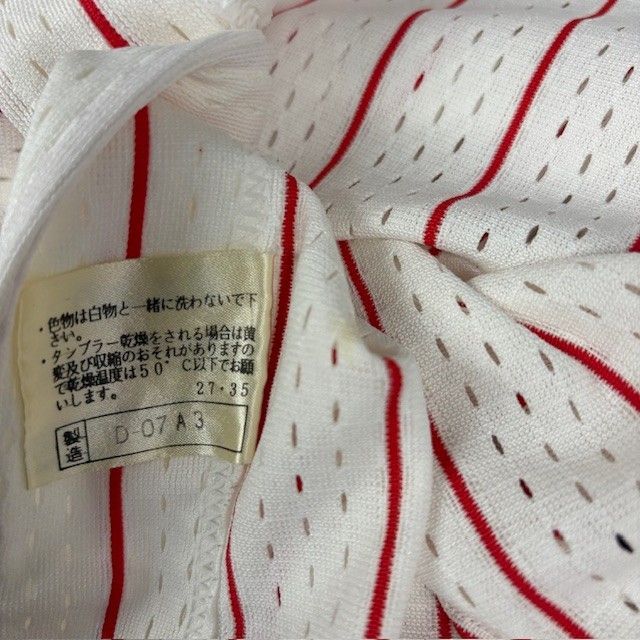 ・色物は白物と一緒に洗わないで下
さい。
・タンブラー乾燥をされる場合は黄
変及び収縮のおそれがありますの
で乾燥温度は50°C以下でお願
いします。 27・35
製造 D-07A3